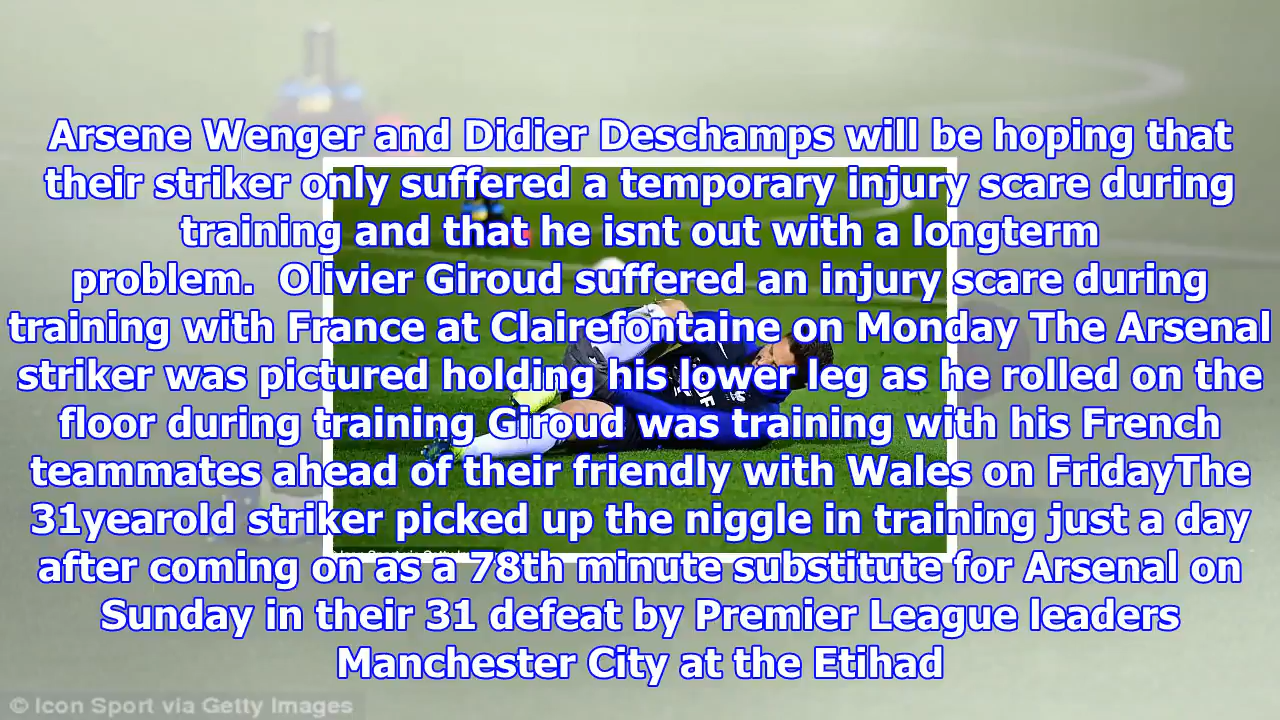 Arsene Wenger and Didier Deschamps will be hoping that
their striker only suffered a temporary injury scare during
training and that he isnt out with a longterm
problem.  Olivier Giroud suffered an injury scare during
training with France at Clairefontaine on Monday The Arsenal
striker was pictured holding his lower leg as he rolled on the
floor during training Giroud was training with his French
teammates ahead of their friendly with Wales on FridayThe
31yearold striker picked up the niggle in training just a day
after coming on as a 78th minute substitute for Arsenal on
Sunday in their 31 defeat by Premier League leaders
Manchester City at the Etihad
© Icon Sport via Getty Images